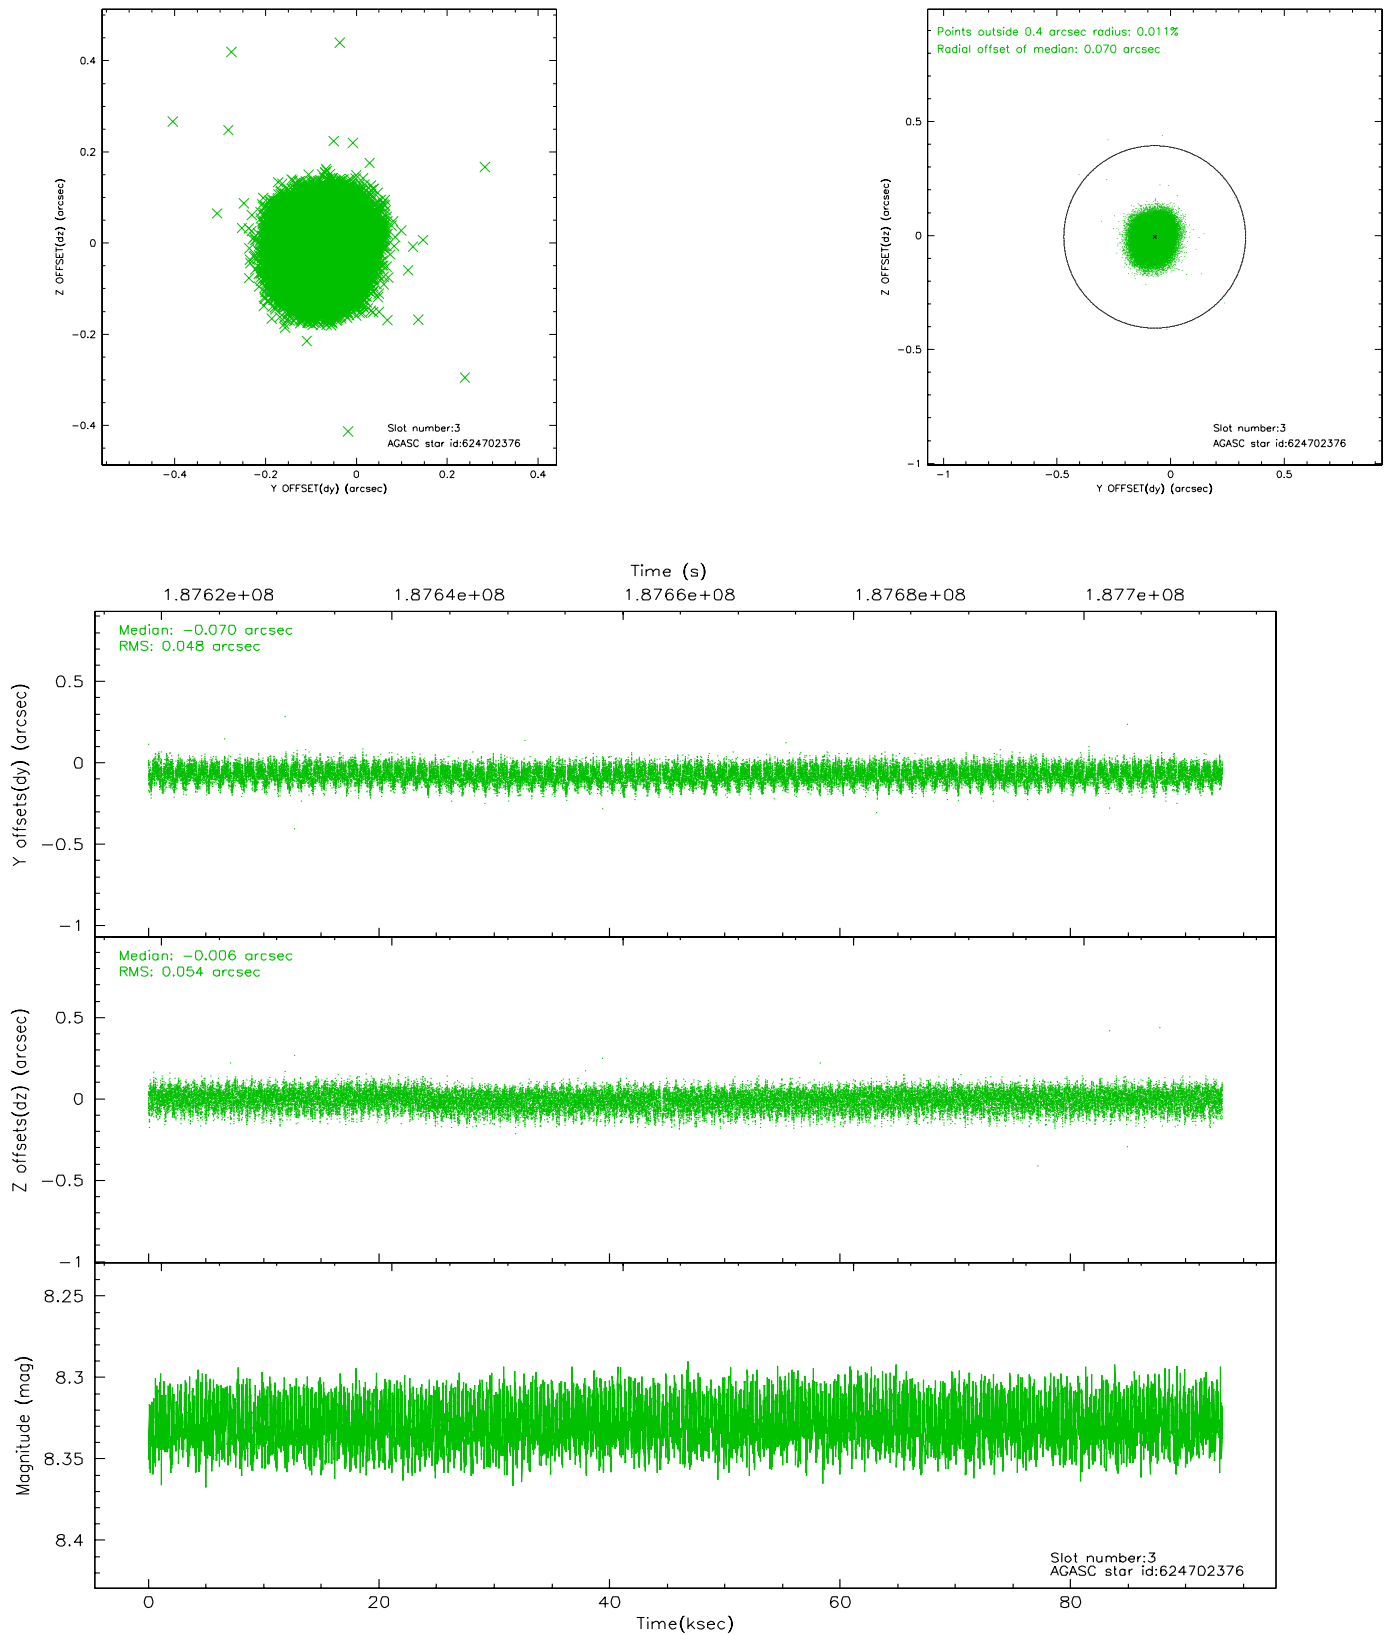 0.4
0.2
0
−0.2
−0.4
Z OFFSET(dz) (arcsec)
Slot number:3
AGASC star id:624702376
−0.4 −0.2 0 0.2 0.4
Y OFFSET(dy) (arcsec)
Points outside 0.4 arcsec radius: 0.011%
Radial offset of median: 0.070 arcsec
0.5
0
−0.5
−1
Z OFFSET(dz) (arcsec)
Slot number:3
AGASC star id:624702376
−1 −0.5 0 0.5
Y OFFSET(dy) (arcsec)
Time (s)
1.8762e+08 1.8764e+08 1.8766e+08 1.8768e+08 1.877e+08
Median: −0.070 arcsec
RMS: 0.048 arcsec
0.5
0
−0.5
−1
Y offsets(dy) (arcsec)
Median: −0.006 arcsec
RMS: 0.054 arcsec
0.5
0
−0.5
−1
Z offsets(dz) (arcsec)
8.25
8.3
8.35
8.4
Magnitude (mag)
Slot number:3
AGASC star id:624702376
0 20 40 60 80
Time(ksec)